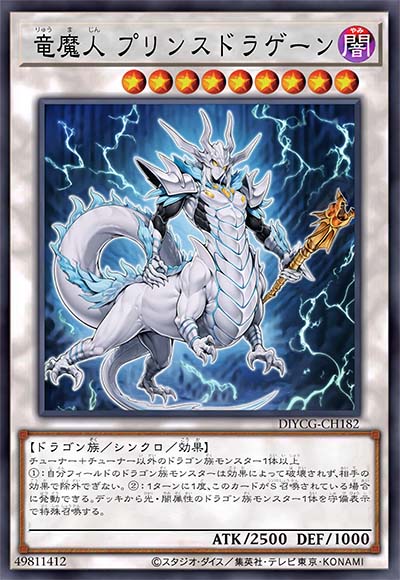 りゅう ま じん
竜魔人 プリンスドラゲーン
やみ
闇
DIYCG-CH182
【ドラゴン族／シンクロ／効果】
チューナー＋チューナー以外のドラゴン族モンスター1体以上
①：自分フィールドのドラゴン族モンスターは効果によって破壊されず、相手の
効果で除外できない。②：1ターンに1度、このカードがS召喚されている場合
に発動できる。デッキから光・闇属性のドラゴン族モンスター1体を守備表示
で特殊召喚する。
ATK/2500 DEF/1000
49811412
©スタジオ・ダイス／集英社・テレビ東京・KONAMI